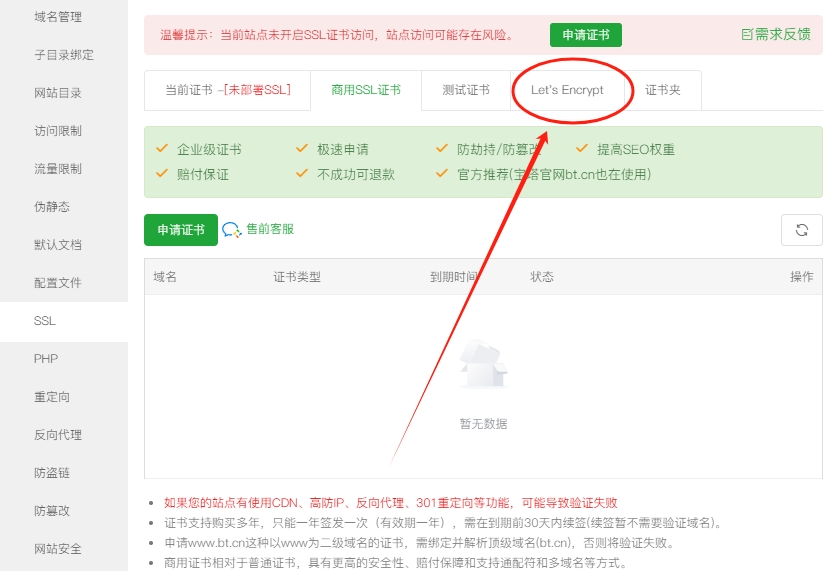 域名管理
子目录绑定
网站目录
访问限制
流量限制
伪静态
默认文档
配置文件
SSL
PHP
重定向
反向代理
防盗链
防篡改
网站安全
温馨提示：当前站点未开启SSL证书访问，站点访问可能存在风险。 申请证书 需求反馈
当前证书 -[未部署SSL] 商用SSL证书 测试证书 Let's Encrypt 证书夹
企业级证书 极速申请 防劫持/防篡改 提高SEO权重
赔付保证 不成功可退款 官方推荐(宝塔官网bt.cn也在使用)
申请证书 售前客服
域名 证书类型 到期时间 状态 操作
暂无数据
如果您的站点有使用CDN、高防IP、反向代理、301重定向等功能，可能导致验证失败
证书支持购买多年，只能一年签发一次（有效期一年），需在到期前30天内续签(续签暂不需要验证域名)。
申请www.bt.cn这种以www为二级域名的证书，需绑定并解析顶级域名(bt.cn)，否则将验证失败。
商用证书相对于普通证书，具有更高的安全性、赔付保障和支持通配符和多域名等方式。